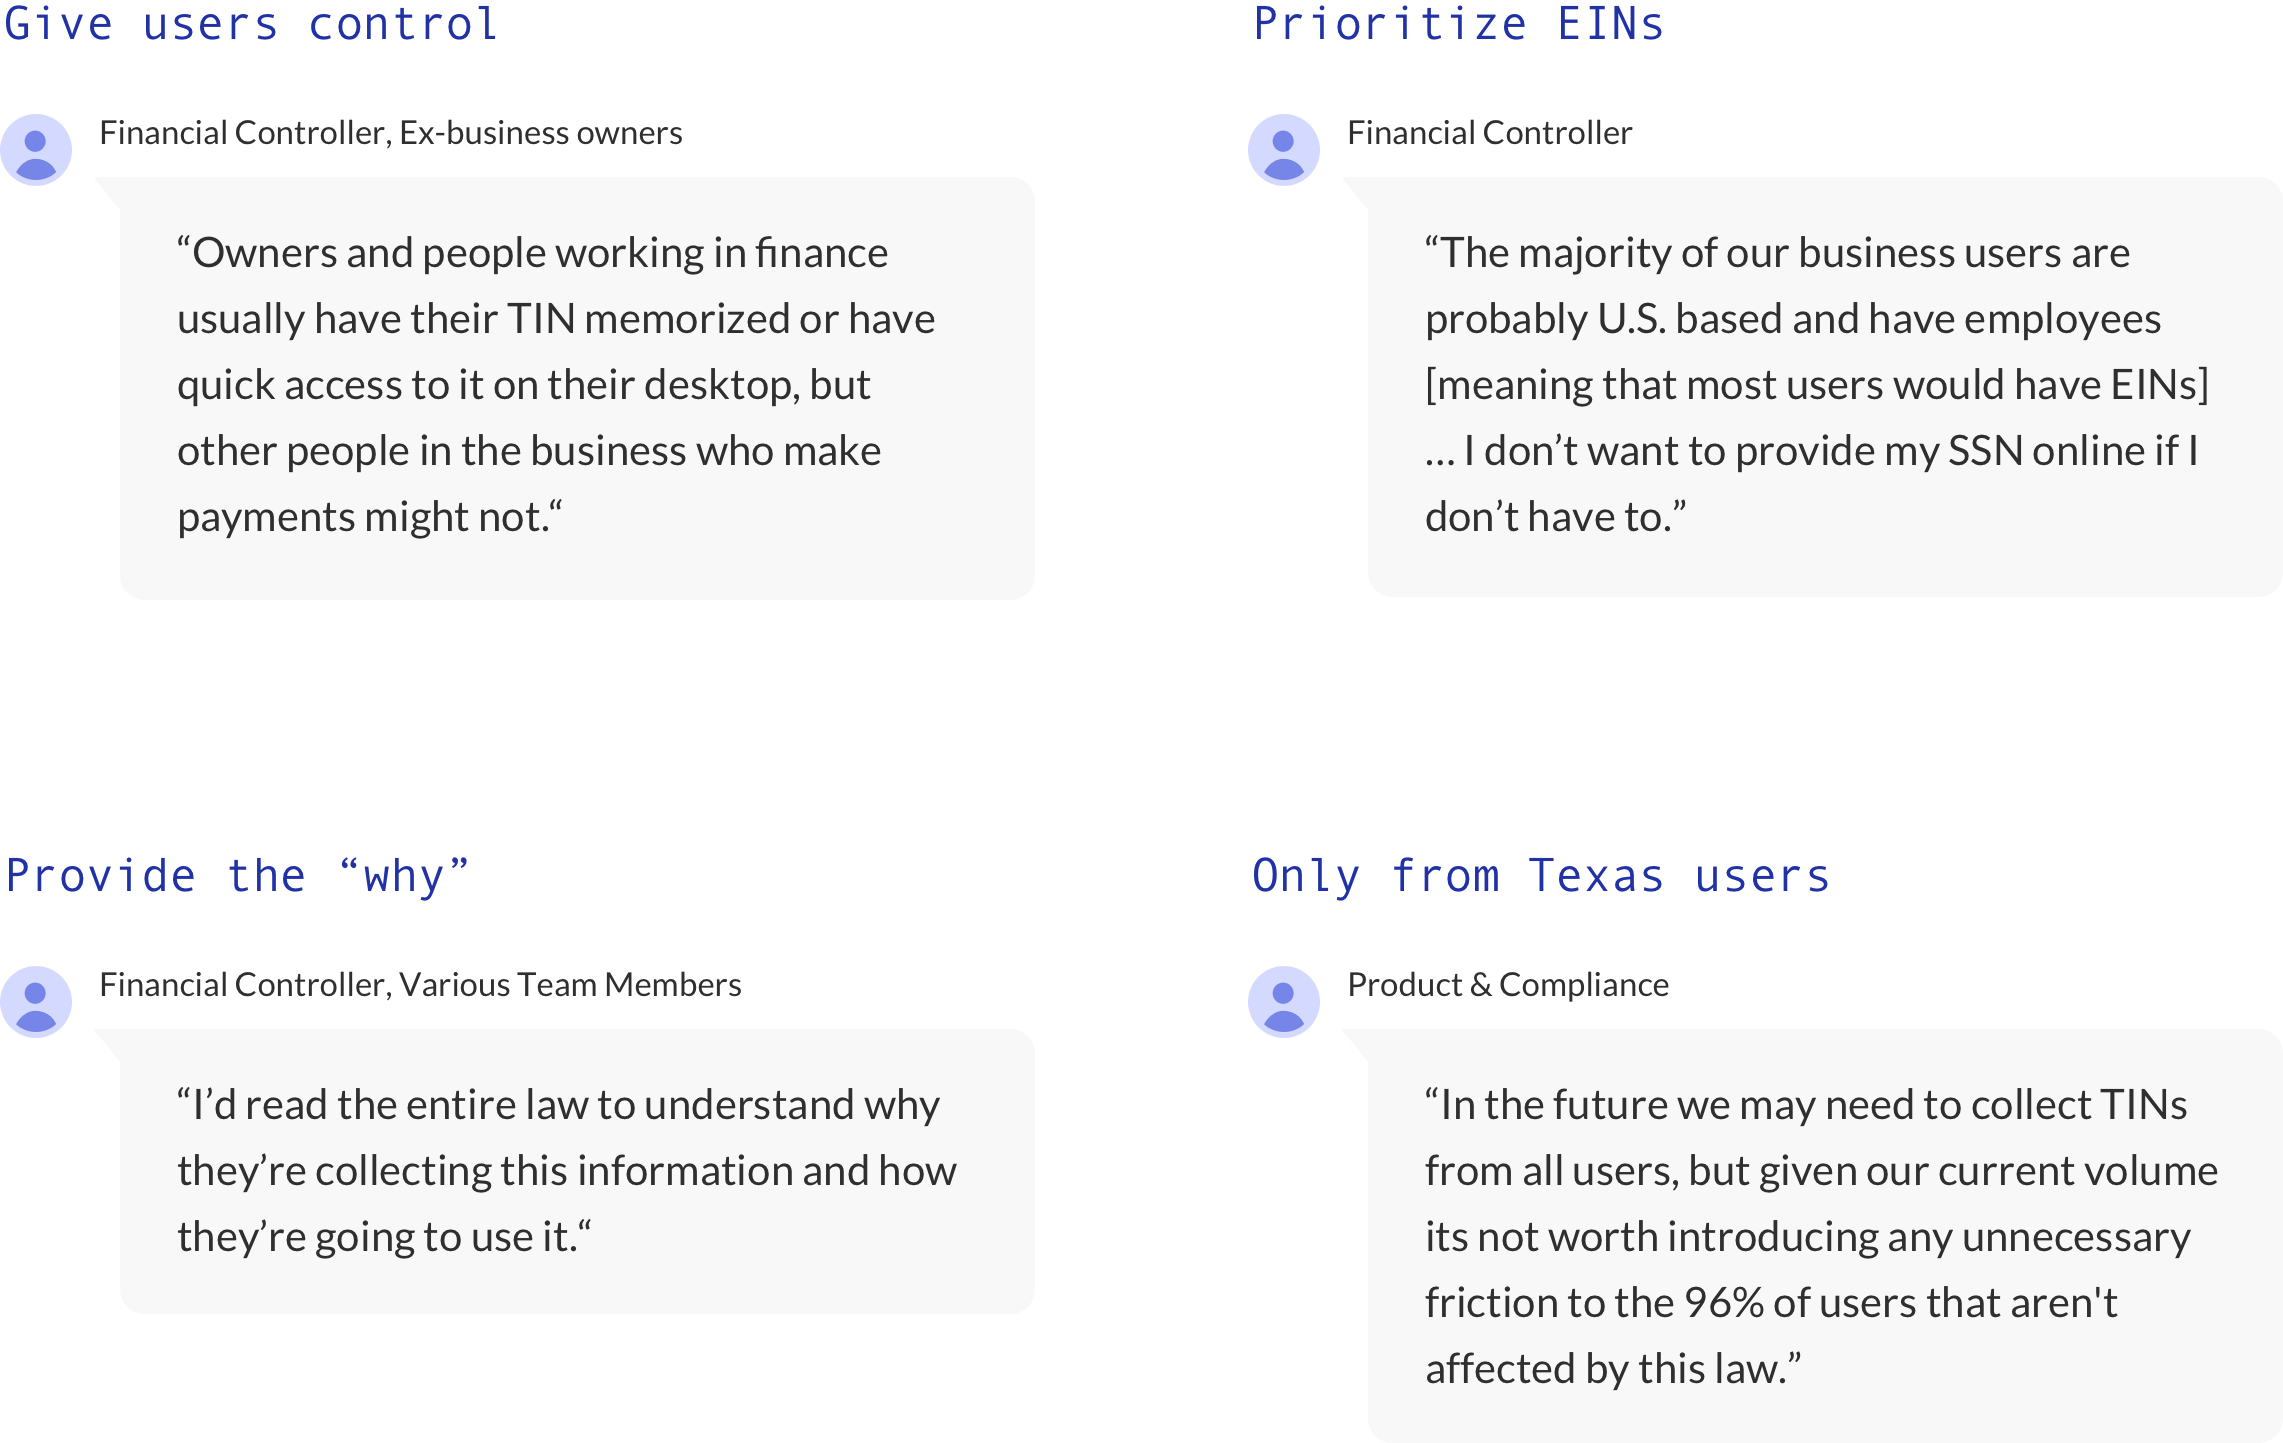 Give users control
Financial Controller, Ex-business owners
“Owners and people working in finance
usually have their TIN memorized or have
quick access to it on their desktop, but
other people in the business who make
payments might not.“
Prioritize EINs
Financial Controller
“The majority of our business users are
probably U.S. based and have employees
[meaning that most users would have EINs]
... I don’t want to provide my SSN online if I
don’t have to.”
Provide the “why”
Financial Controller, Various Team Members
“I’d read the entire law to understand why
they’re collecting this information and how
they’re going to use it.“
Only from Texas users
Product & Compliance
“In the future we may need to collect TINs
from all users, but given our current volume
its not worth introducing any unnecessary
friction to the 96% of users that aren't
affected by this law.”